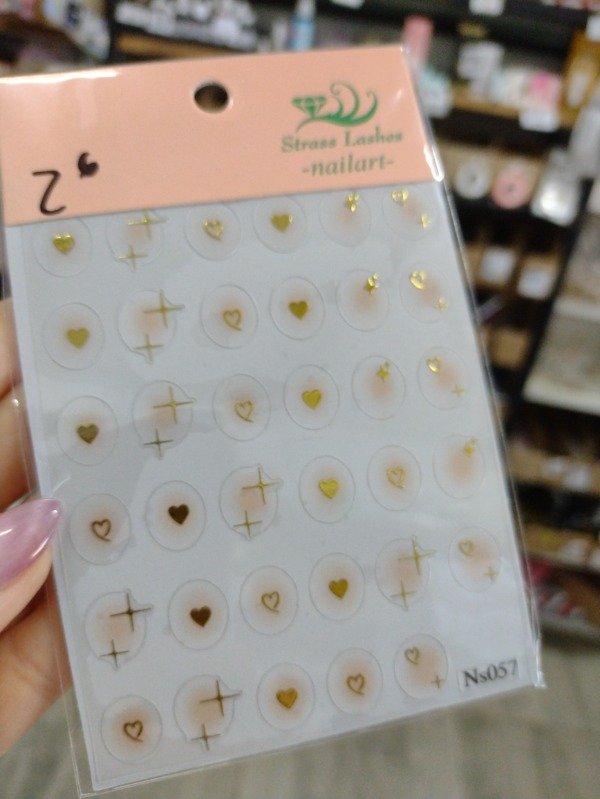 Strass Lashes
-nailart-
Ns057